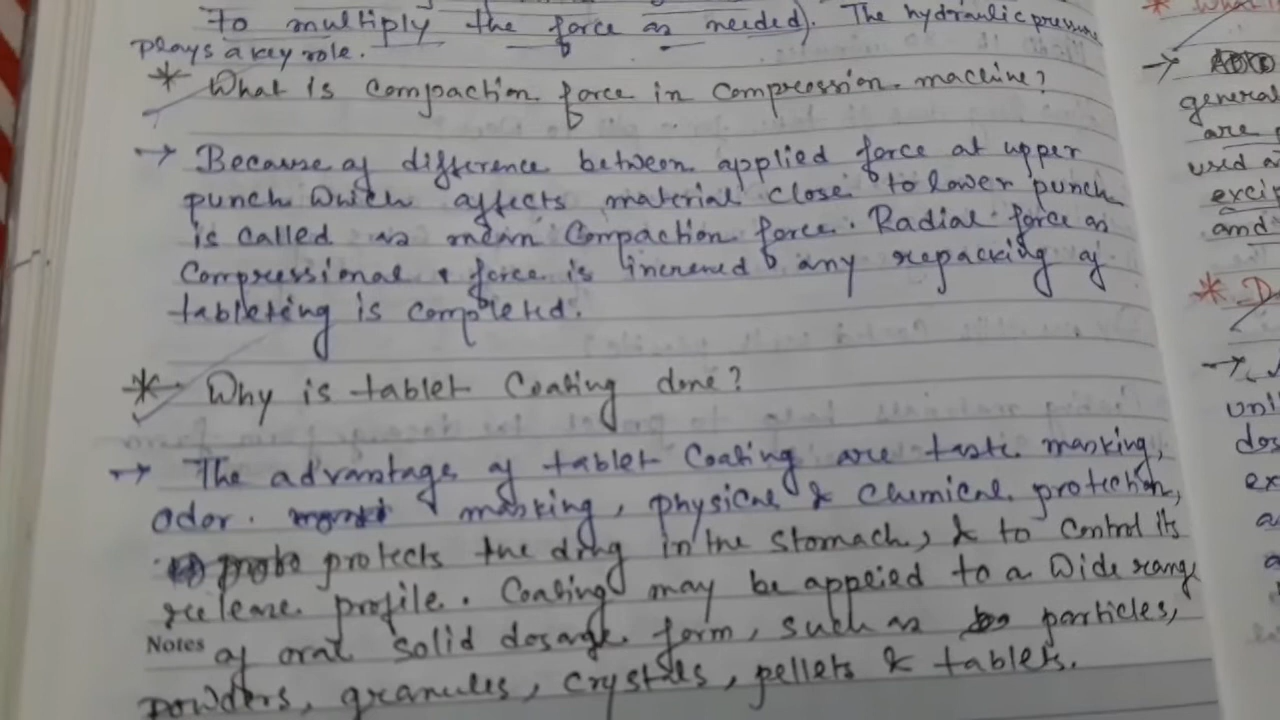 To multiply the force as needed). The hydraulic pressure
plays a key role.
* What is compaction force in compression machine?
→ Because of difference between applied force at upper
punch which affects material close to lower punch
is called as mean compaction force. Radial force as
compressional force is increased any repacking of
tableting is completed.
* Why is tablet coating done?
→ The advantage of tablet coating are taste masking,
odor masking, physical & chemical protection,
protects the drug in the stomach, & to control its
release profile. Coating may be applied to a wide range
Notes
of oral solid dosage form, such as particles,
powders, granules, crystals, pellets & tablets.
*
→
general
are
used
and
* D
→